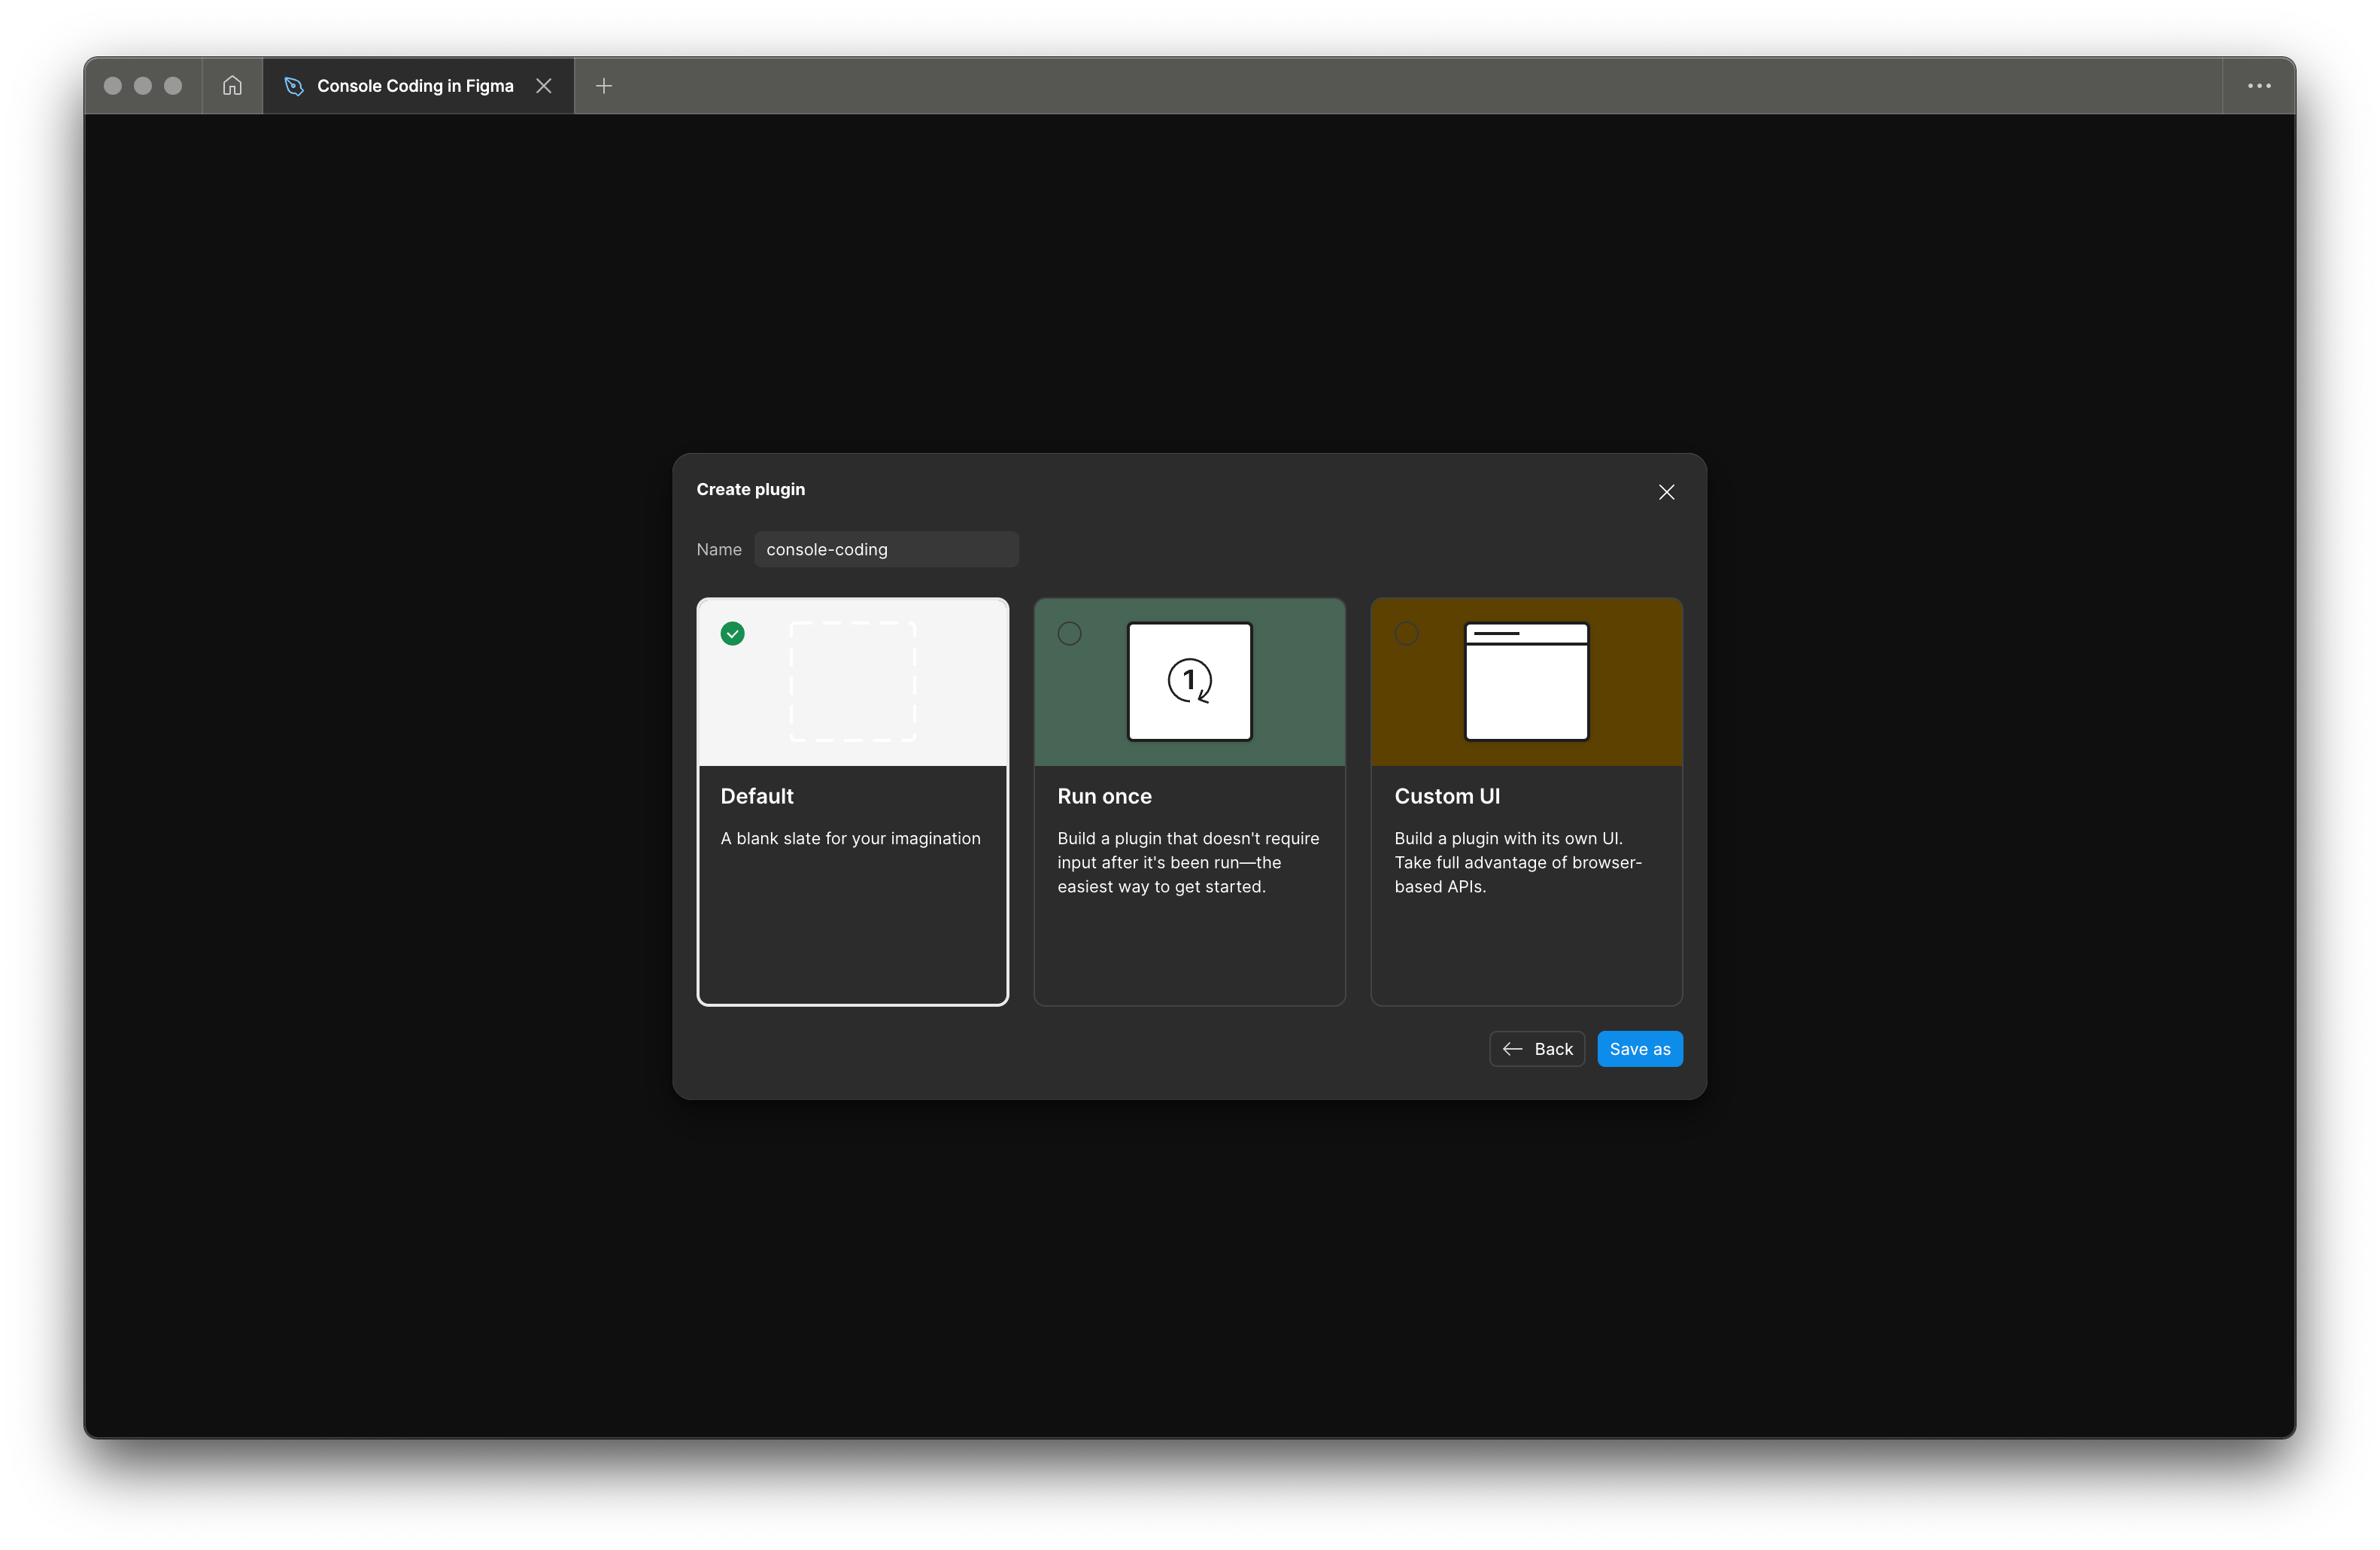 Console Coding in Figma
Create plugin
Name console-coding
1
Default
A blank slate for your imagination
Run once
Build a plugin that doesn't require
input after it's been run—the
easiest way to get started.
Custom UI
Build a plugin with its own UI.
Take full advantage of browser-
based APIs.
Back
Save as